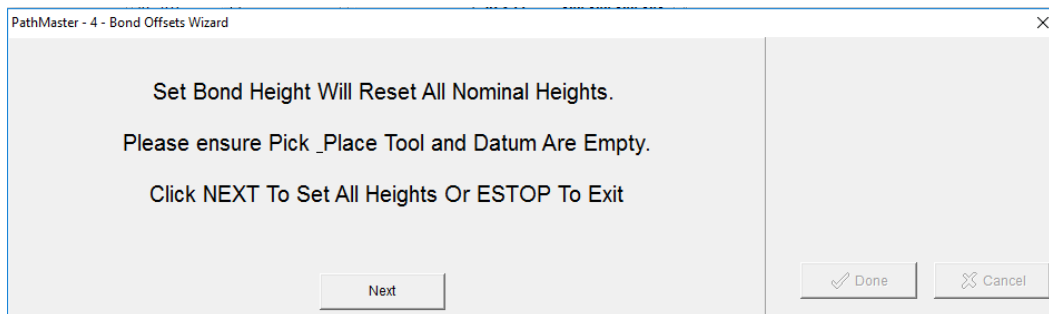 PathMaster - 4 - Bond Offsets Wizard
Set Bond Height Will Reset All Nominal Heights.
Please ensure Pick _Place Tool and Datum Are Empty.
Click NEXT To Set All Heights Or ESTOP To Exit
Next
Done
Cancel